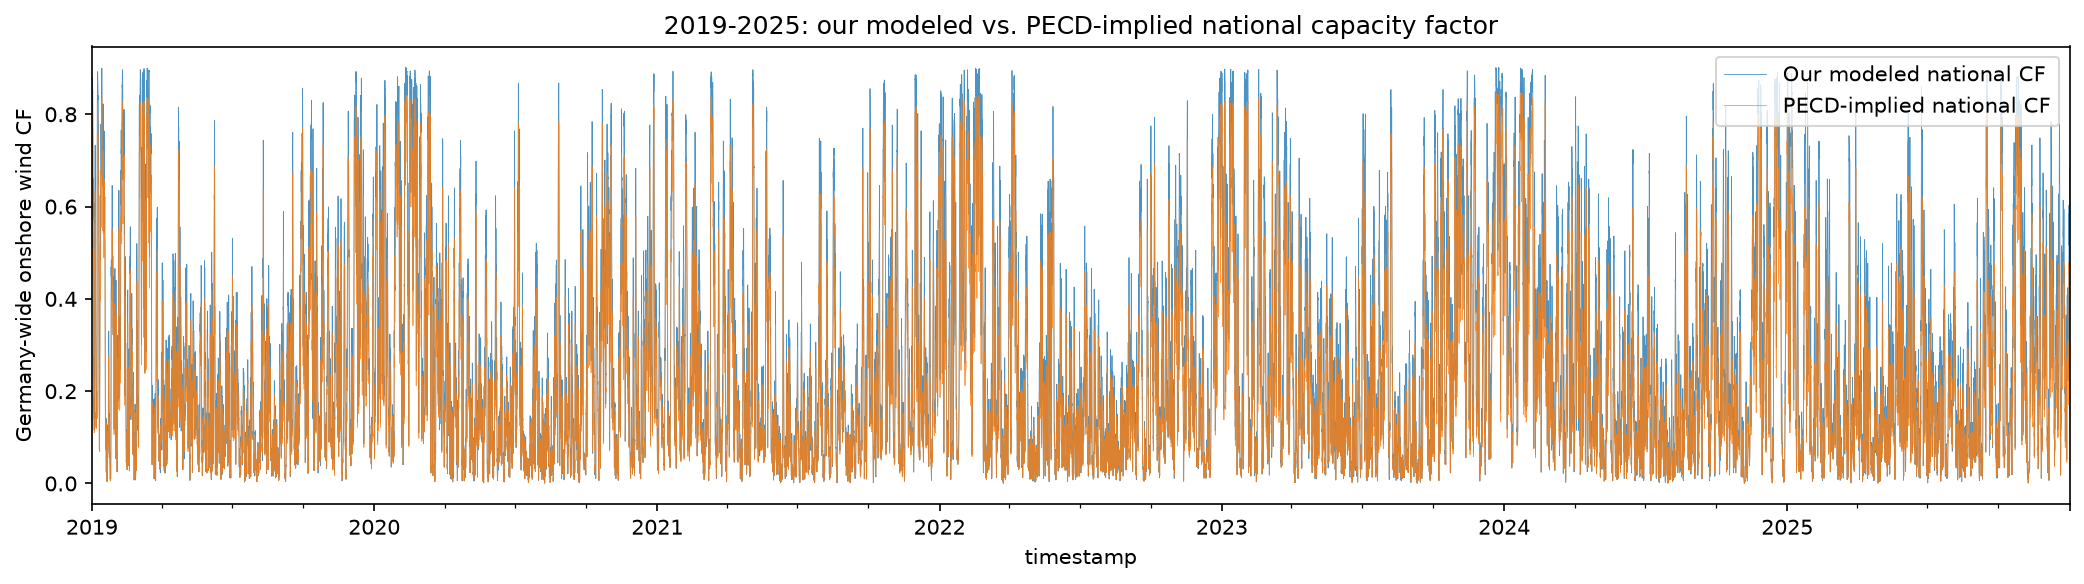 2019-2025: our modeled vs. PECD-implied national capacity factor
Our modeled national CF
PECD-implied national CF
Germany-wide onshore wind CF
0.8
0.6
0.4
0.2
0.0
2019 2020 2021 2022 2023 2024 2025
timestamp